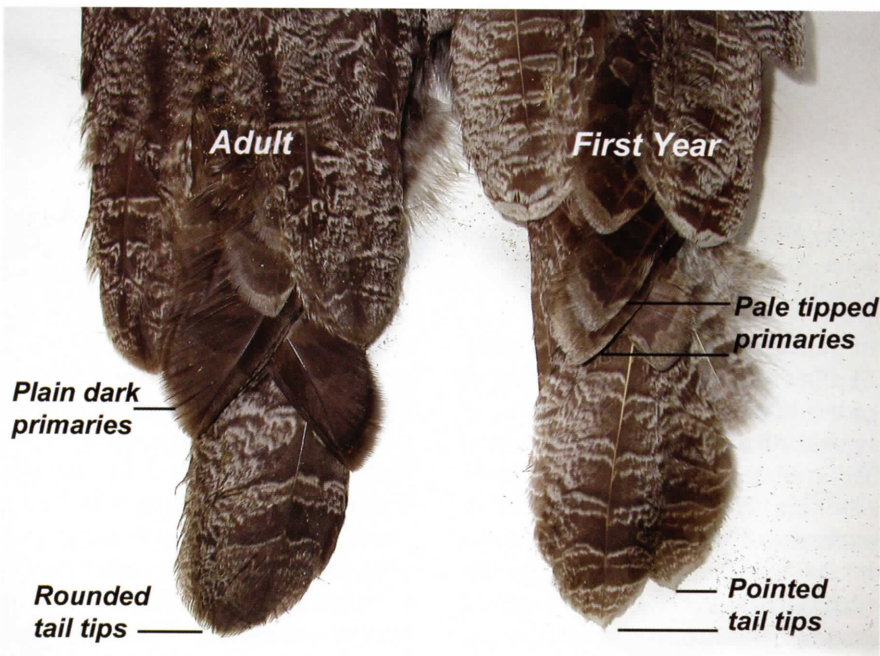 Adult
First Year
Pale tipped
primaries
Plain dark
primaries
Rounded
tail tips
Pointed
tail tips